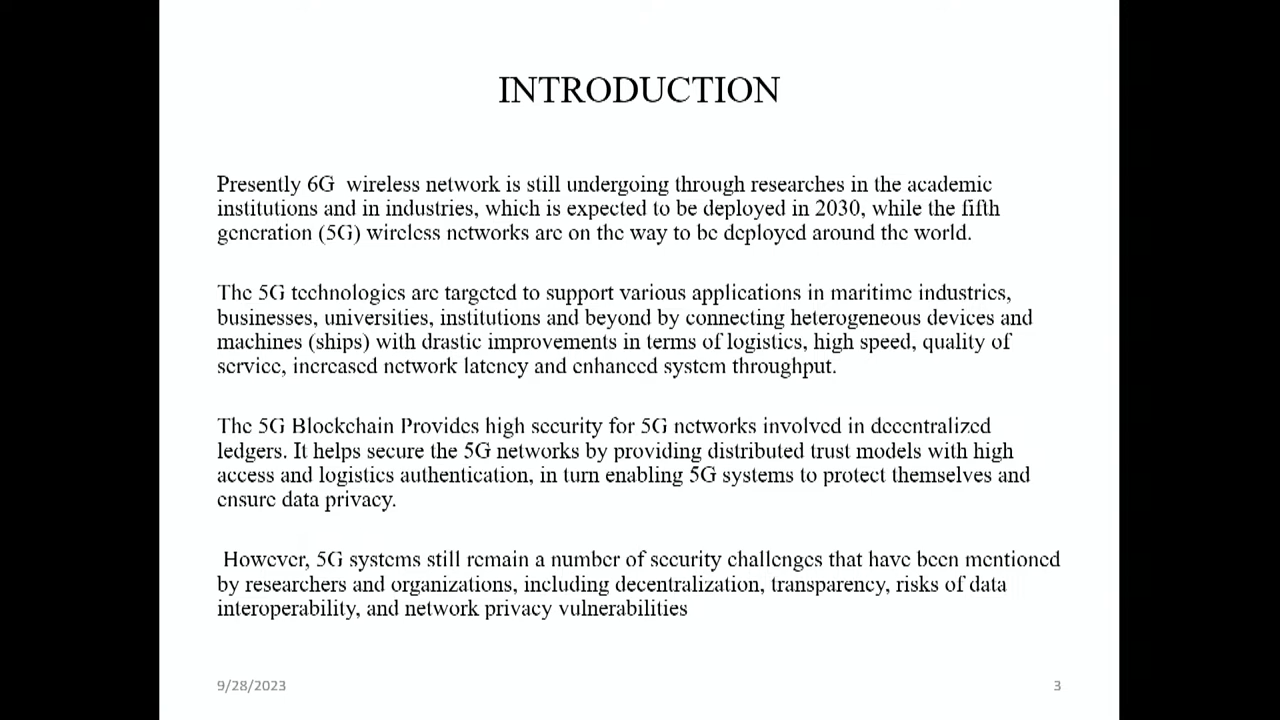 INTRODUCTION
Presently 6G wireless network is still undergoing through researches in the academic
institutions and in industries, which is expected to be deployed in 2030, while the fifth
generation (5G) wireless networks are on the way to be deployed around the world.
The 5G technologies are targeted to support various applications in maritime industries,
businesses, universities, institutions and beyond by connecting heterogeneous devices and
machines (ships) with drastic improvements in terms of logistics, high speed, quality of
service, increased network latency and enhanced system throughput.
The 5G Blockchain Provides high security for 5G networks involved in decentralized
ledgers. It helps secure the 5G networks by providing distributed trust models with high
access and logistics authentication, in turn enabling 5G systems to protect themselves and
ensure data privacy.
However, 5G systems still remain a number of security challenges that have been mentioned
by researchers and organizations, including decentralization, transparency, risks of data
interoperability, and network privacy vulnerabilities
9/28/2023
3